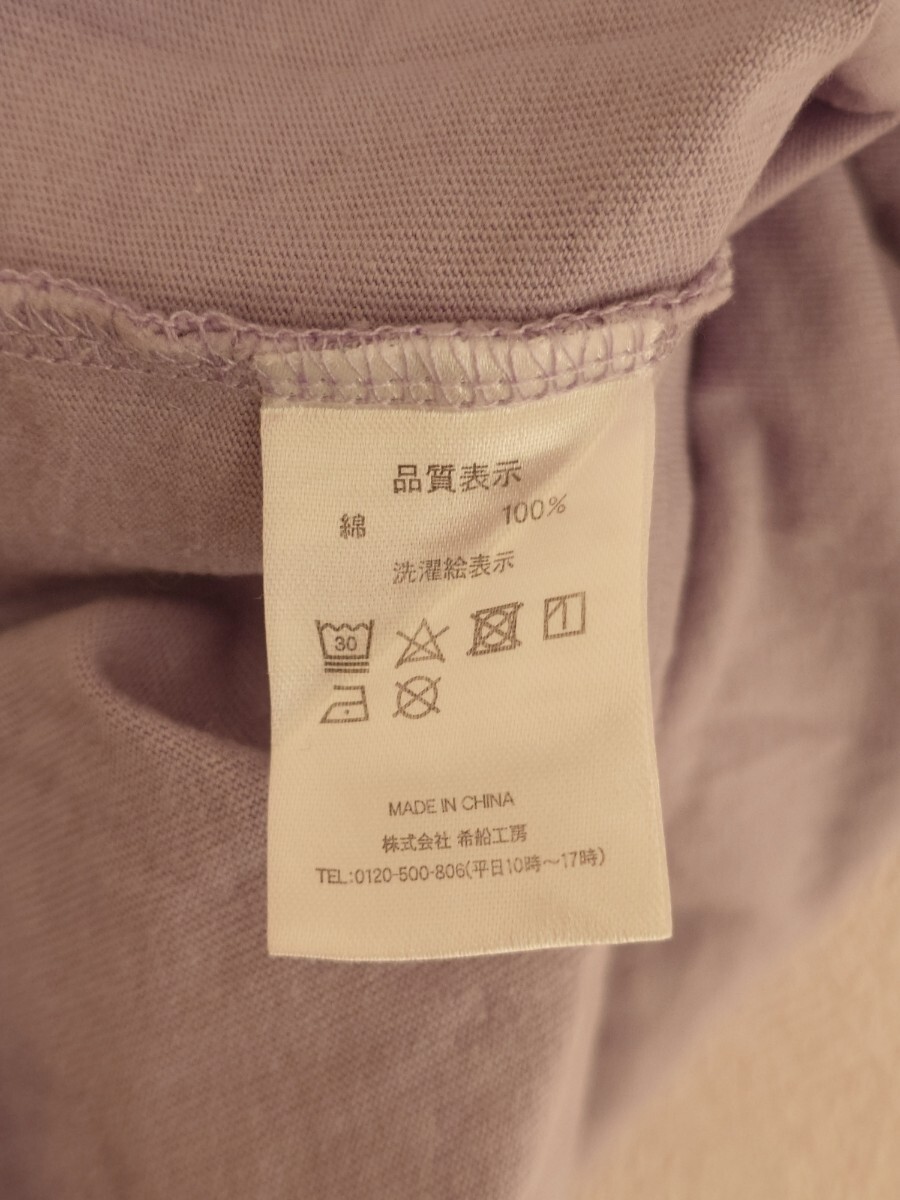 品質表示
綿 100%
洗濯絵表示
30
MADE IN CHINA
株式会社 希船工房
TEL:0120-500-806(平日10時～17時)